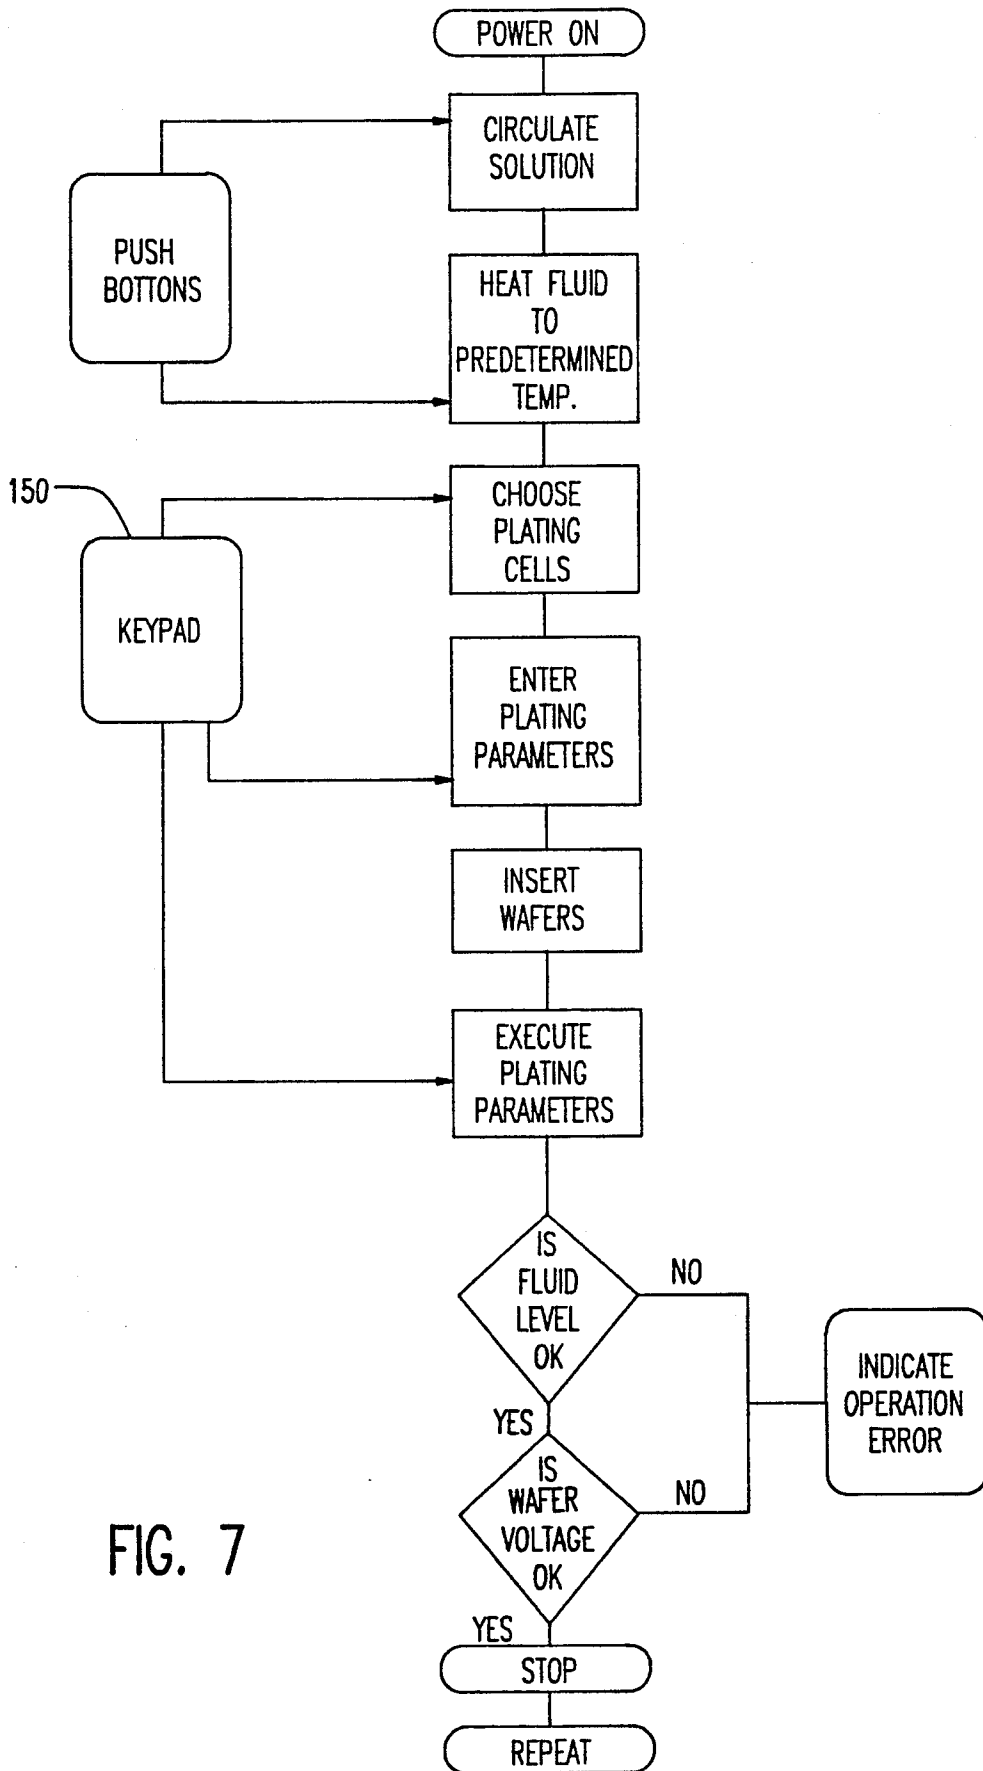 POWER ON
CIRCULATE
SOLUTION
PUSH
BOTTONS
HEAT FLUID
TO
PREDETERMINED
TEMP.
150
CHOOSE
PLATING
CELLS
KEYPAD
ENTER
PLATING
PARAMETERS
INSERT
WAFERS
EXECUTE
PLATING
PARAMETERS
IS
FLUID
LEVEL
OK
NO
YES
INDICATE
OPERATION
ERROR
IS
WAFER
VOLTAGE
OK
NO
YES
FIG. 7
STOP
REPEAT